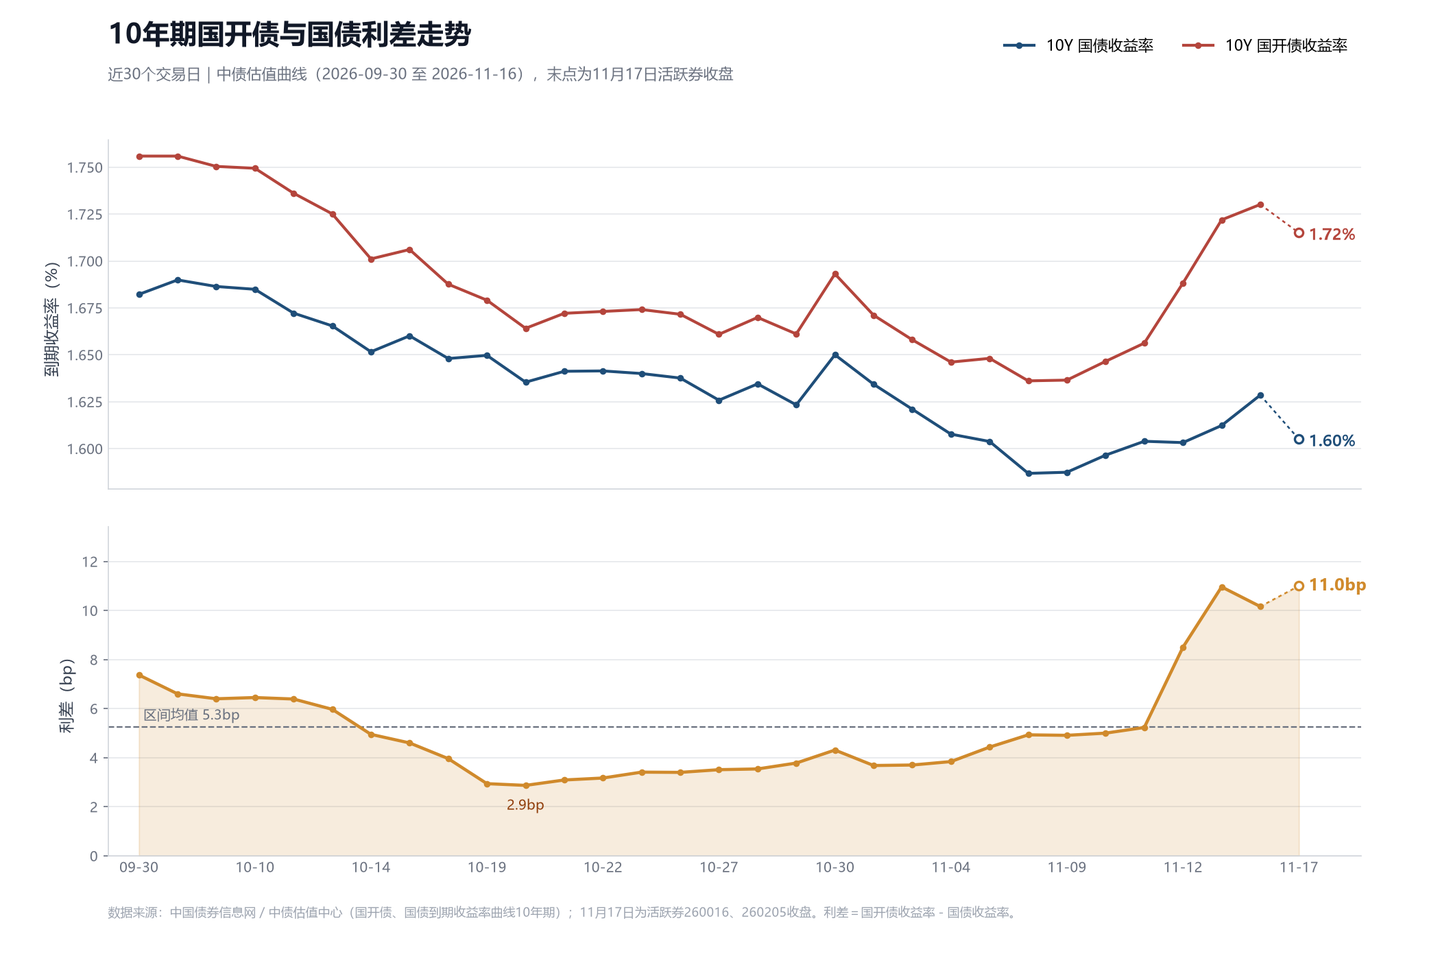 10年期国开债与国债利差走势
近30个交易日 | 中债估值曲线（2026-09-30 至 2026-11-16），末点为11月17日活跃券收盘
10Y 国债收益率
10Y 国开债收益率
到期收益率（%）
1.750
1.725
1.700
1.675
1.650
1.625
1.600
1.72%
1.60%
利差（bp）
12
10
8
6
4
2
0
11.0bp
区间均值 5.3bp
2.9bp
09-30
10-10
10-14
10-19
10-22
10-27
10-30
11-04
11-09
11-12
11-17
数据来源：中国债券信息网 / 中债估值中心（国开债、国债到期收益率曲线10年期）；11月17日为活跃券260016、260205收盘。利差 = 国开债收益率 - 国债收益率。